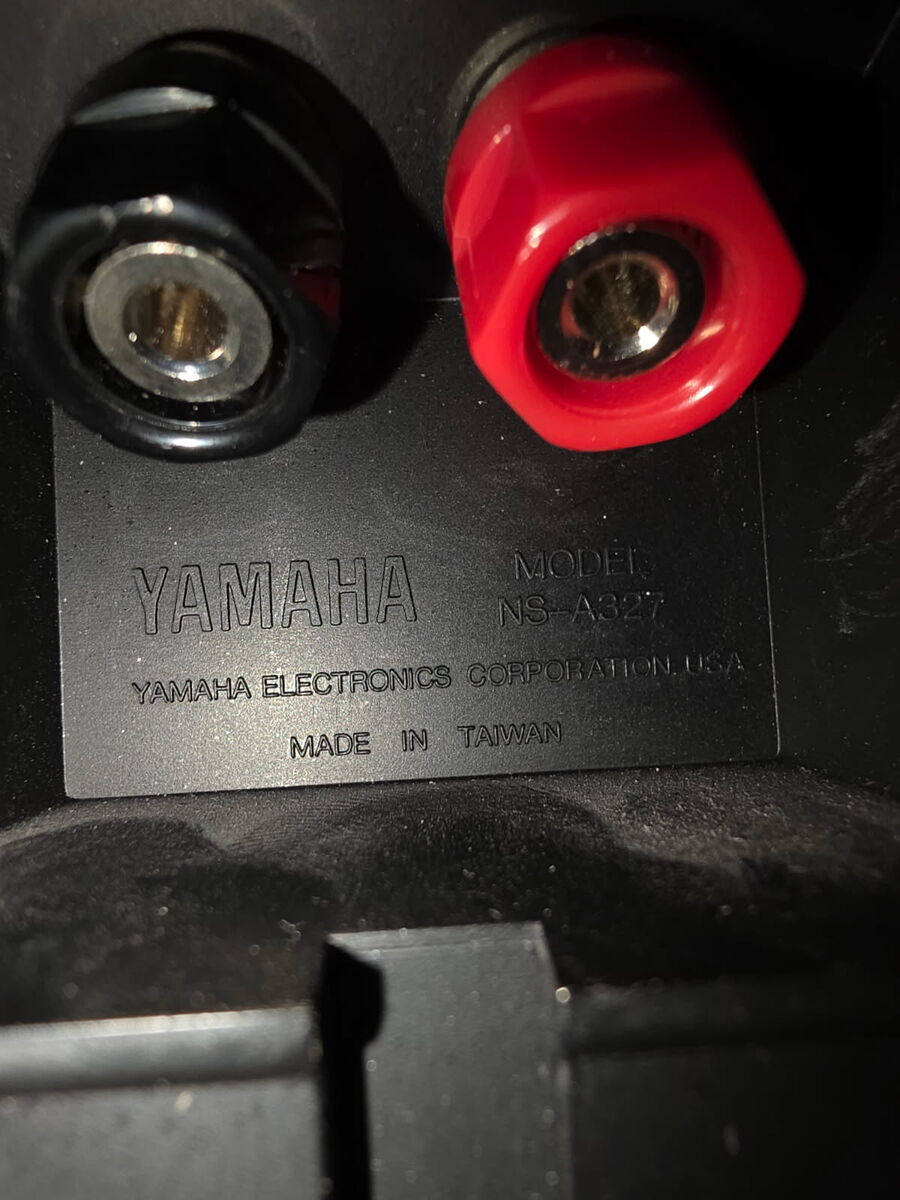 YAMAHA
MODEL
NS-A327
YAMAHA ELECTRONICS CORPORATION. USA
MADE IN TAIWAN